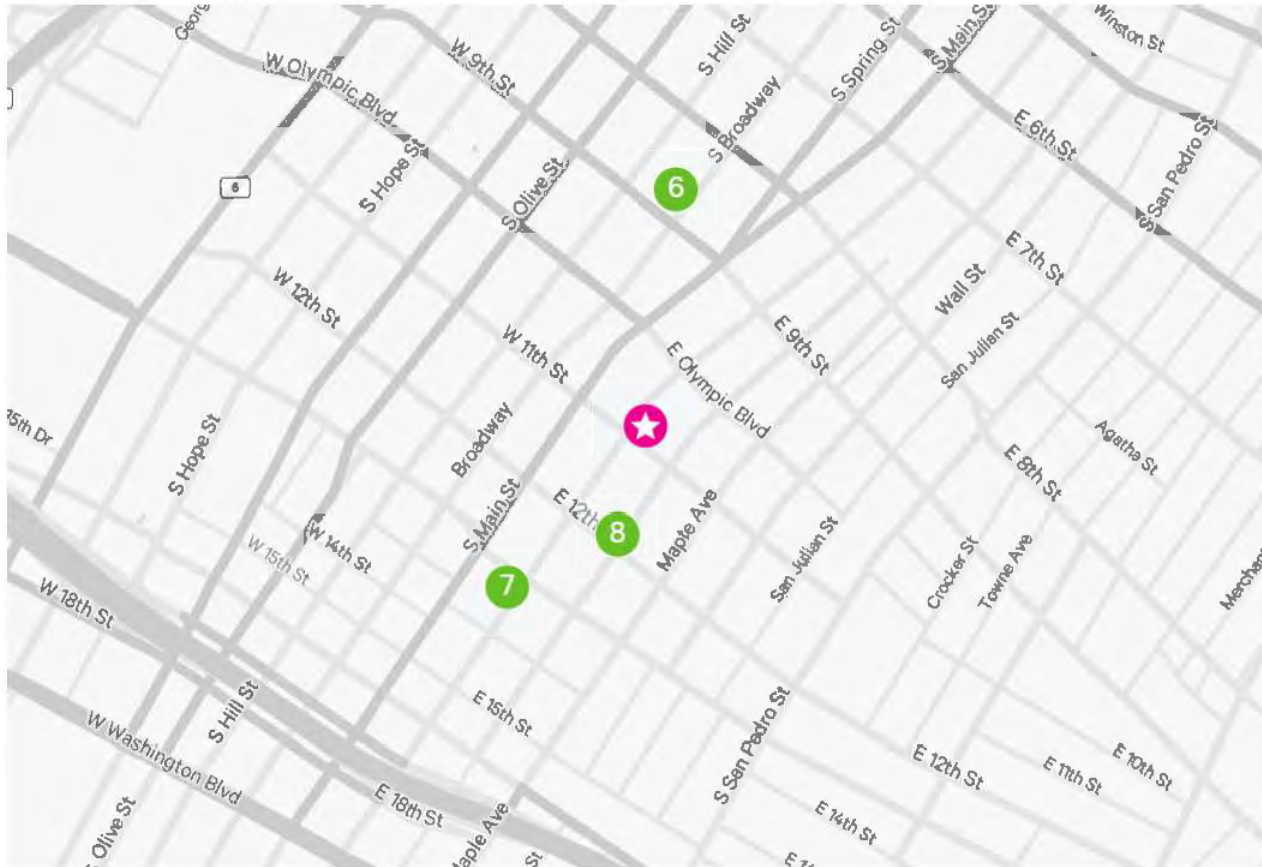 Winston St
W 9th St
S Hill St
S Spring St
S Main St
W Olympic Blvd
S Broadway
E 6th St
S San Pedro St
6
S Hope St
S Olive St
6
E 7th St
W 12th St
Wall St
W 11th St
E 9th St
San Julian St
E Olympic Blvd
S Hope St
Broadway
Agatha St
E 8th St
S Main St
E 12th
8
Maple Ave
W 14th St
W 15th St
San Julian St
Crocker St
Towne Ave
7
W 18th St
S Hill St
E 15th St
S San Pedro St
W Washington Blvd
E 12th St
E 11th St
E 10th St
E 18th St
E 14th St
Olive St
St